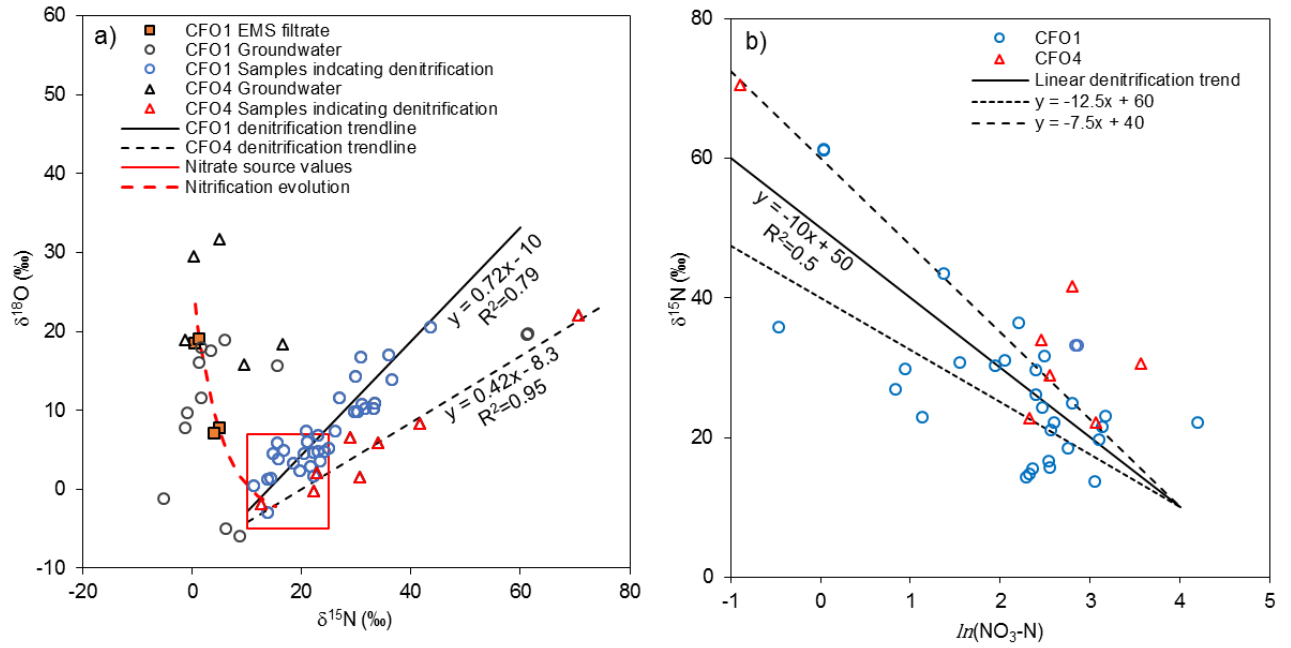 a)
CFO1 EMS filtrate
CFO1 Groundwater
CFO1 Samples indcating denitrification
CFO4 Groundwater
CFO4 Samples indicating denitrification
CFO1 denitrification trendline
CFO4 denitrification trendline
Nitrate source values
Nitrification evolution
60
50
40
30
20
10
0
-10
δ¹⁸O (‰)
y = 0.72x - 10
R²=0.79
y = 0.42x - 8.3
R²=0.95
-20
0
20
40
60
80
δ¹⁵N (‰)
b)
CFO1
CFO4
Linear denitrification trend
y = -12.5x + 60
y = -7.5x + 40
80
60
40
20
0
δ¹⁵N (‰)
y = -10x + 50
R²=0.5
-1
0
1
2
3
4
5
ln(NO₃-N)